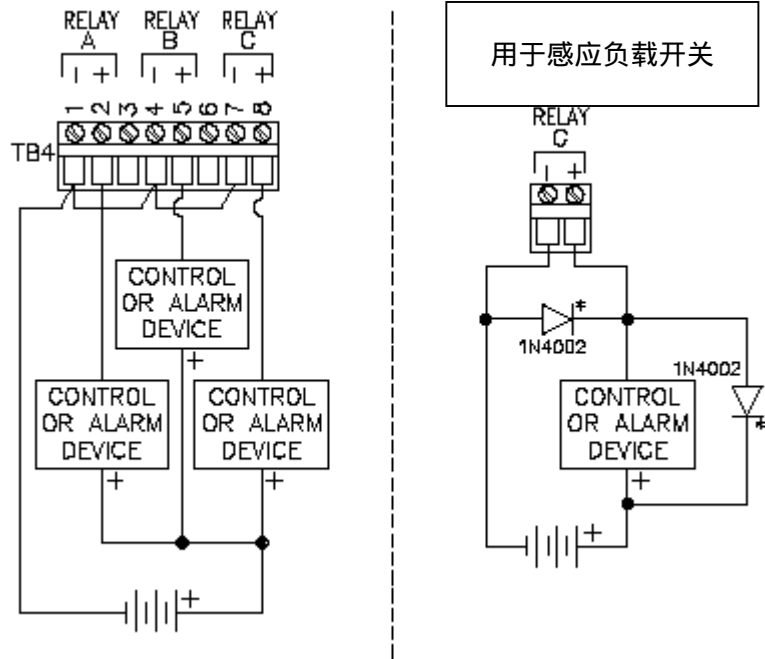 RELAY A
RELAY B
RELAY C
− +
− +
− +
1 2 3 4 5 6 7 8
TB4
CONTROL
OR ALARM
DEVICE
+
CONTROL
OR ALARM
DEVICE
+
CONTROL
OR ALARM
DEVICE
+
+
用于感应负载开关
RELAY
C
− +
*
1N4002
1N4002
*
CONTROL
OR ALARM
DEVICE
+
+